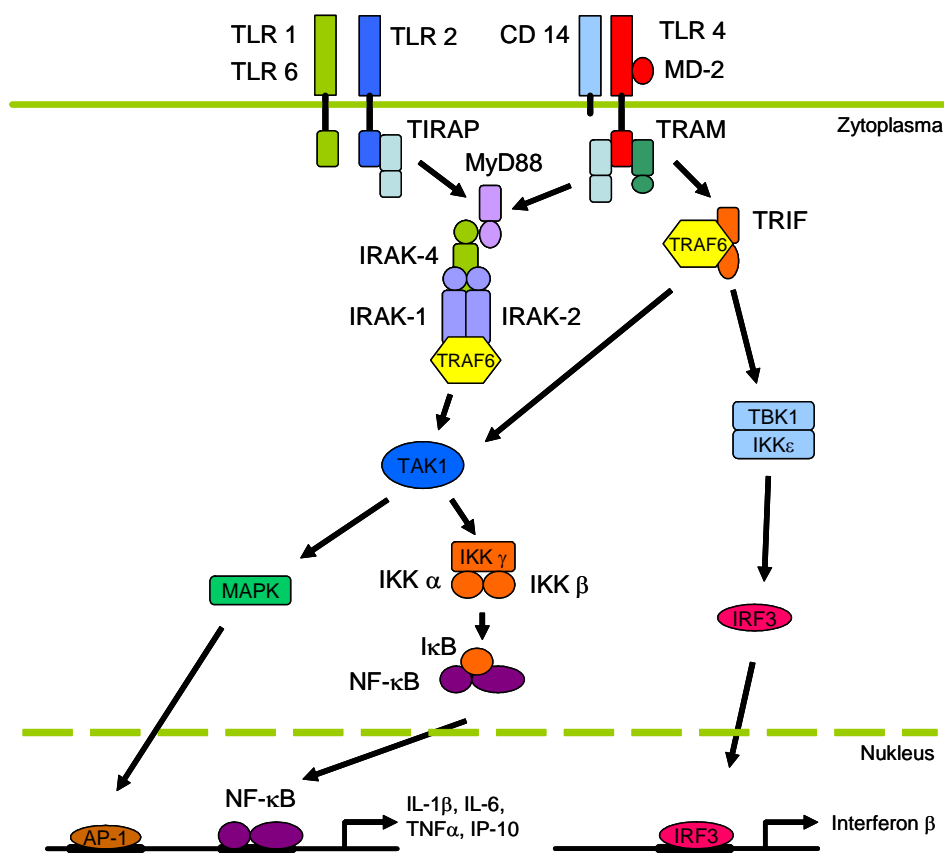 TLR 1
TLR 6
TLR 2
CD 14
TLR 4
MD-2
Zytoplasma
TIRAP
TRAM
MyD88
TRIF
TRAF6
IRAK-4
IRAK-1
IRAK-2
TRAF6
TBK1
IKKε
TAK1
IKK γ
IKK α
IKK β
MAPK
IRF3
IκB
NF-κB
Nukleus
NF-κB
IL-1β, IL-6,
TNFα, IP-10
AP-1
IRF3
Interferon β